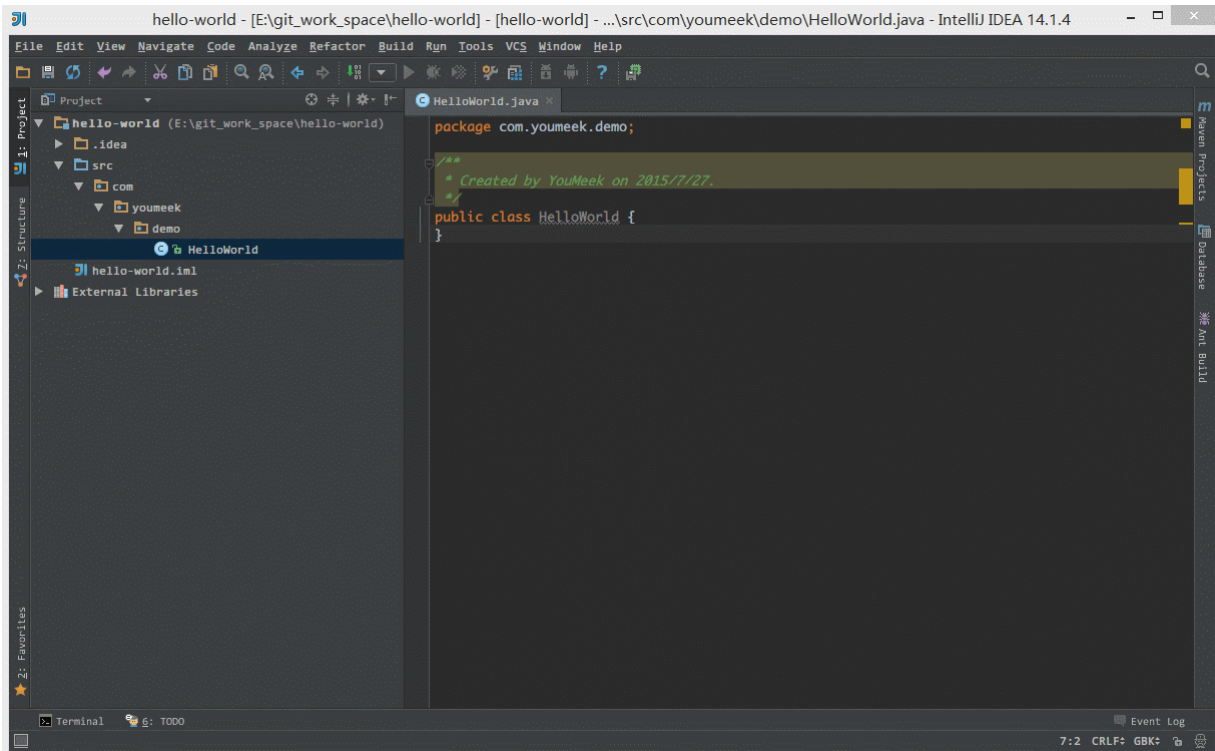 hello-world - [E:\git_work_space\hello-world] - [hello-world] - ...\src\com\youmeek\demo\HelloWorld.java - IntelliJ IDEA 14.1.4
File Edit View Navigate Code Analyze Refactor Build Run Tools VCS Window Help
1: Project
Z: Structure
2: Favorites
Project
hello-world (E:\git_work_space\hello-world)
.idea
src
com
youmeek
demo
HelloWorld
hello-world.iml
External Libraries
HelloWorld.java
package com.youmeek.demo;
/**
* Created by YouMeek on 2015/7/27.
*/
public class HelloWorld {
}
Maven Projects
Database
Ant Build
Terminal 6: TODO Event Log
7:2 CRLF GBK